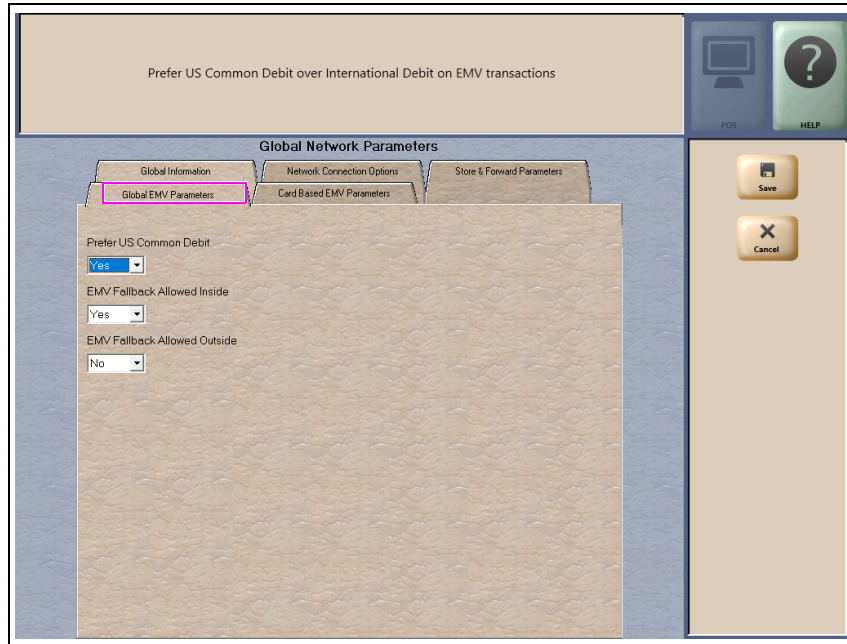 Prefer US Common Debit over International Debit on EMV transactions
POS
HELP
Global Network Parameters
Global Information
Network Connection Options
Store & Forward Parameters
Global EMV Parameters
Card Based EMV Parameters
Save
Cancel
Prefer US Common Debit
Yes
EMV Fallback Allowed Inside
Yes
EMV Fallback Allowed Outside
No